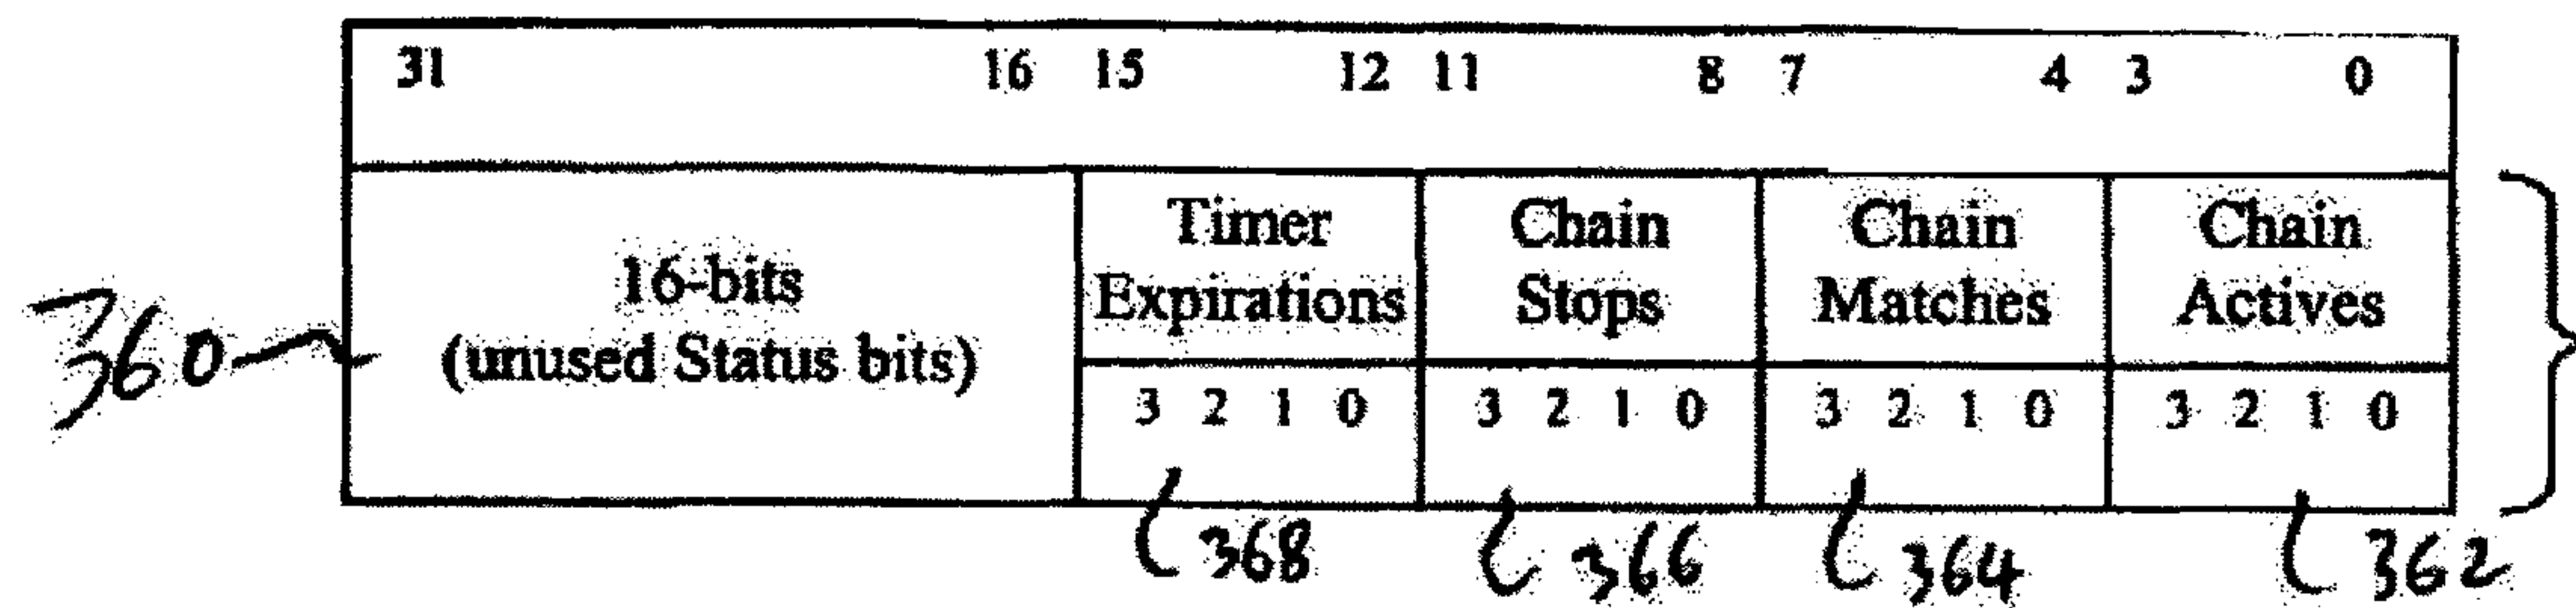 31 16 15 12 11 8 7 4 3 0
16-bits
(unused Status bits)
Timer
Expirations
Chain
Stops
Chain
Matches
Chain
Actives
3 2 1 0 3 2 1 0 3 2 1 0 3 2 1 0
360
368 366 364 362